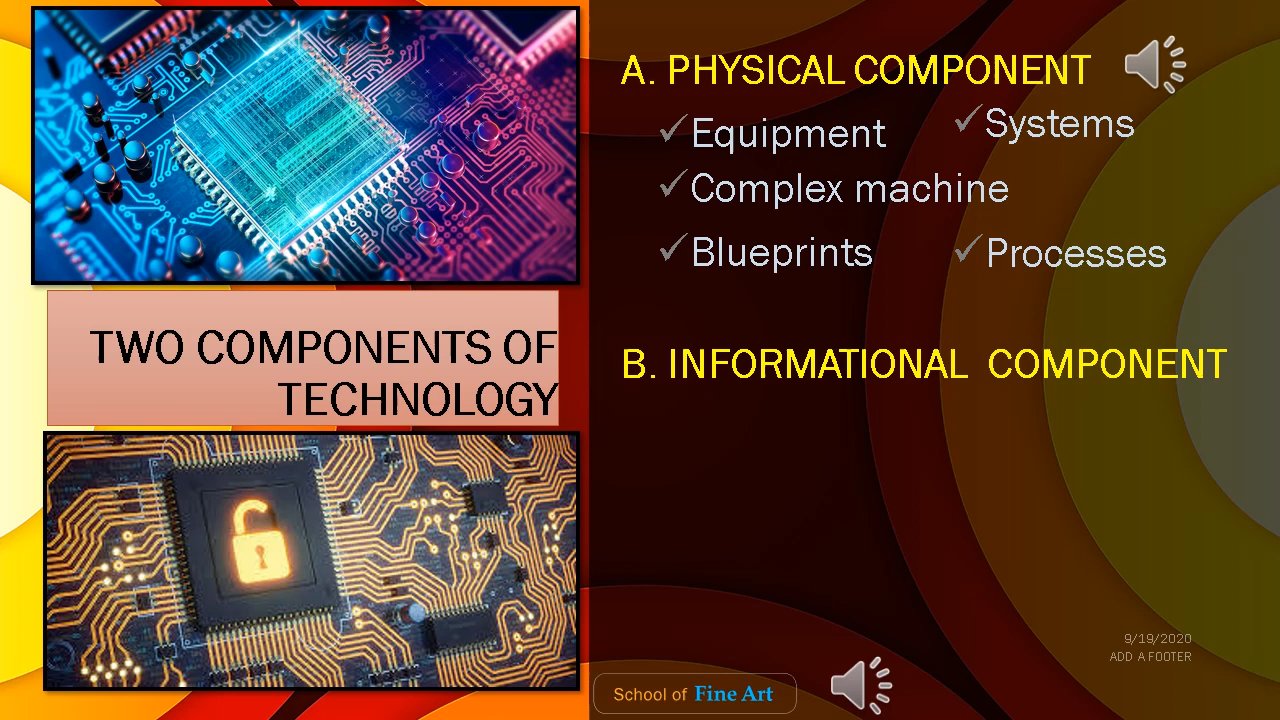 TWO COMPONENTS OF
TECHNOLOGY
A. PHYSICAL COMPONENT
Equipment
Systems
Complex machine
Blueprints
Processes
B. INFORMATIONAL COMPONENT
9/19/2020
ADD A FOOTER
School of Fine Art